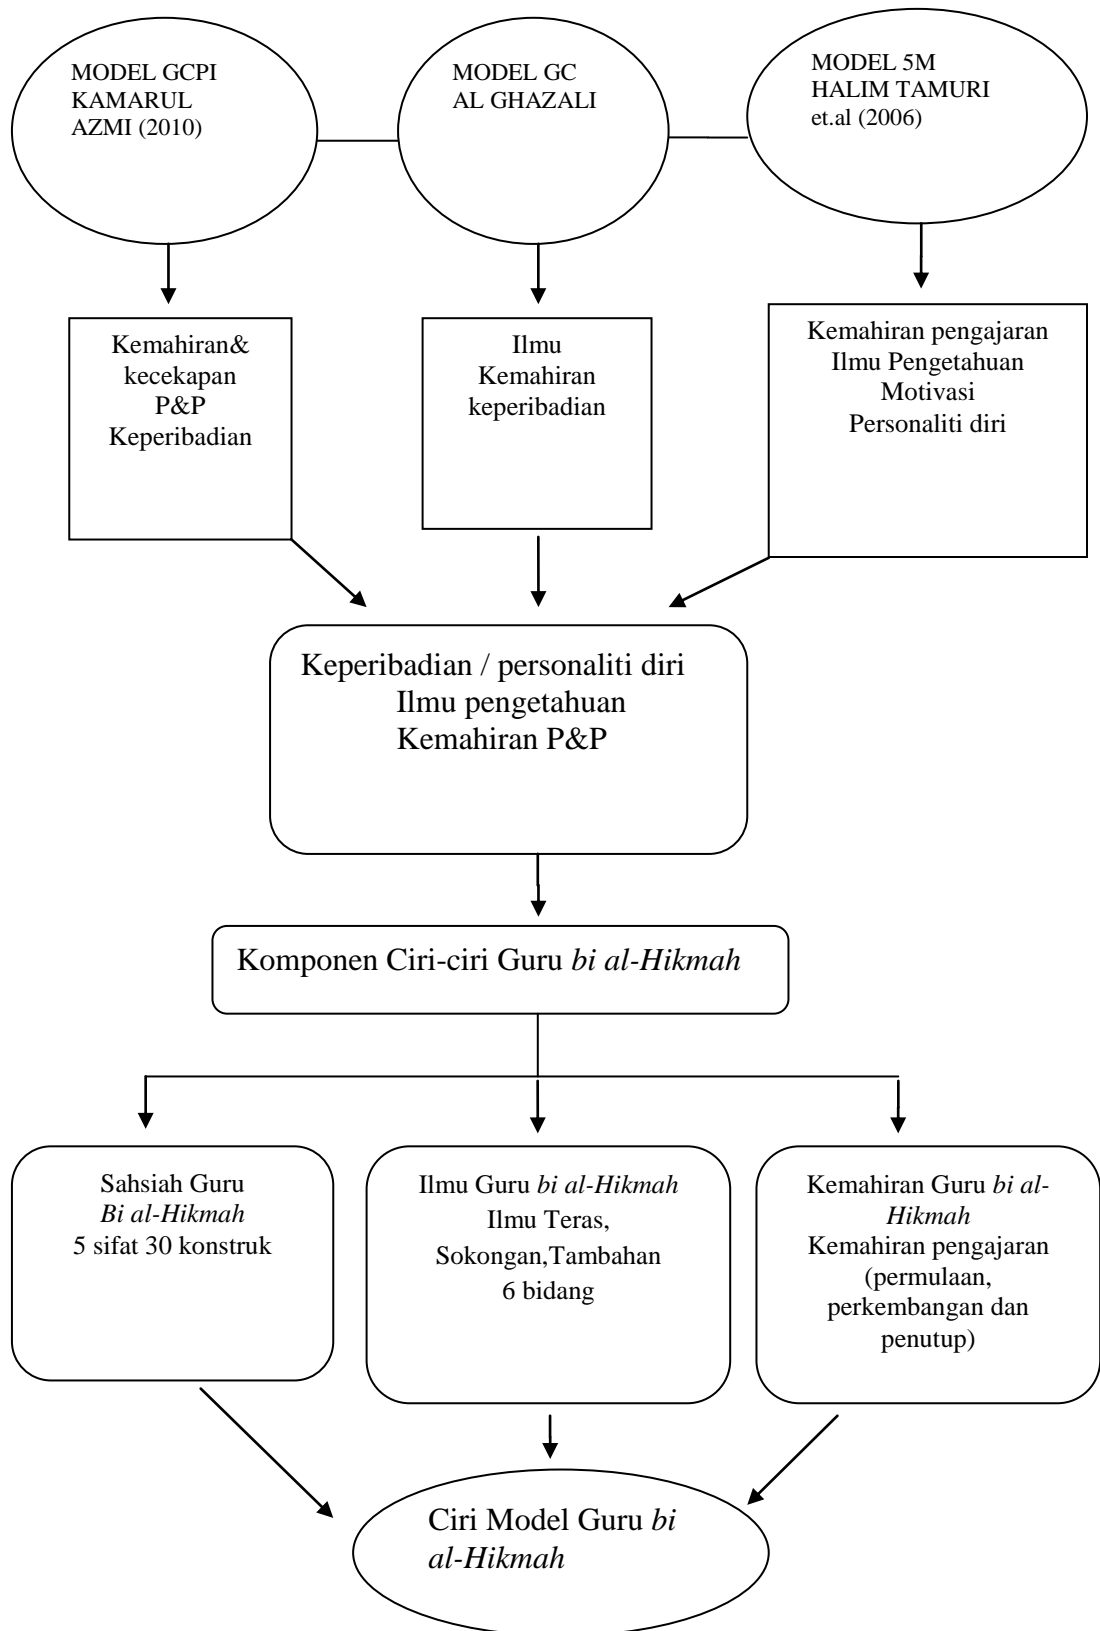 MODEL GCPI
KAMARUL
AZMI (2010)
MODEL GC
AL GHAZALI
MODEL 5M
HALIM TAMURI
et.al (2006)
Kemahiran&
kecekapan
P&P
Keperibadian
Ilmu
Kemahiran
keperibadian
Kemahiran pengajaran
Ilmu Pengetahuan
Motivasi
Personaliti diri
Keperibadian / personaliti diri
Ilmu pengetahuan
Kemahiran P&P
Komponen Ciri-ciri Guru bi al-Hikmah
Sahsiah Guru
Bi al-Hikmah
5 sifat 30 konstruk
Ilmu Guru bi al-Hikmah
Ilmu Teras,
Sokongan,Tambahan
6 bidang
Kemahiran Guru bi al-
Hikmah
Kemahiran pengajaran
(permulaan,
perkembangan dan
penutup)
Ciri Model Guru bi
al-Hikmah